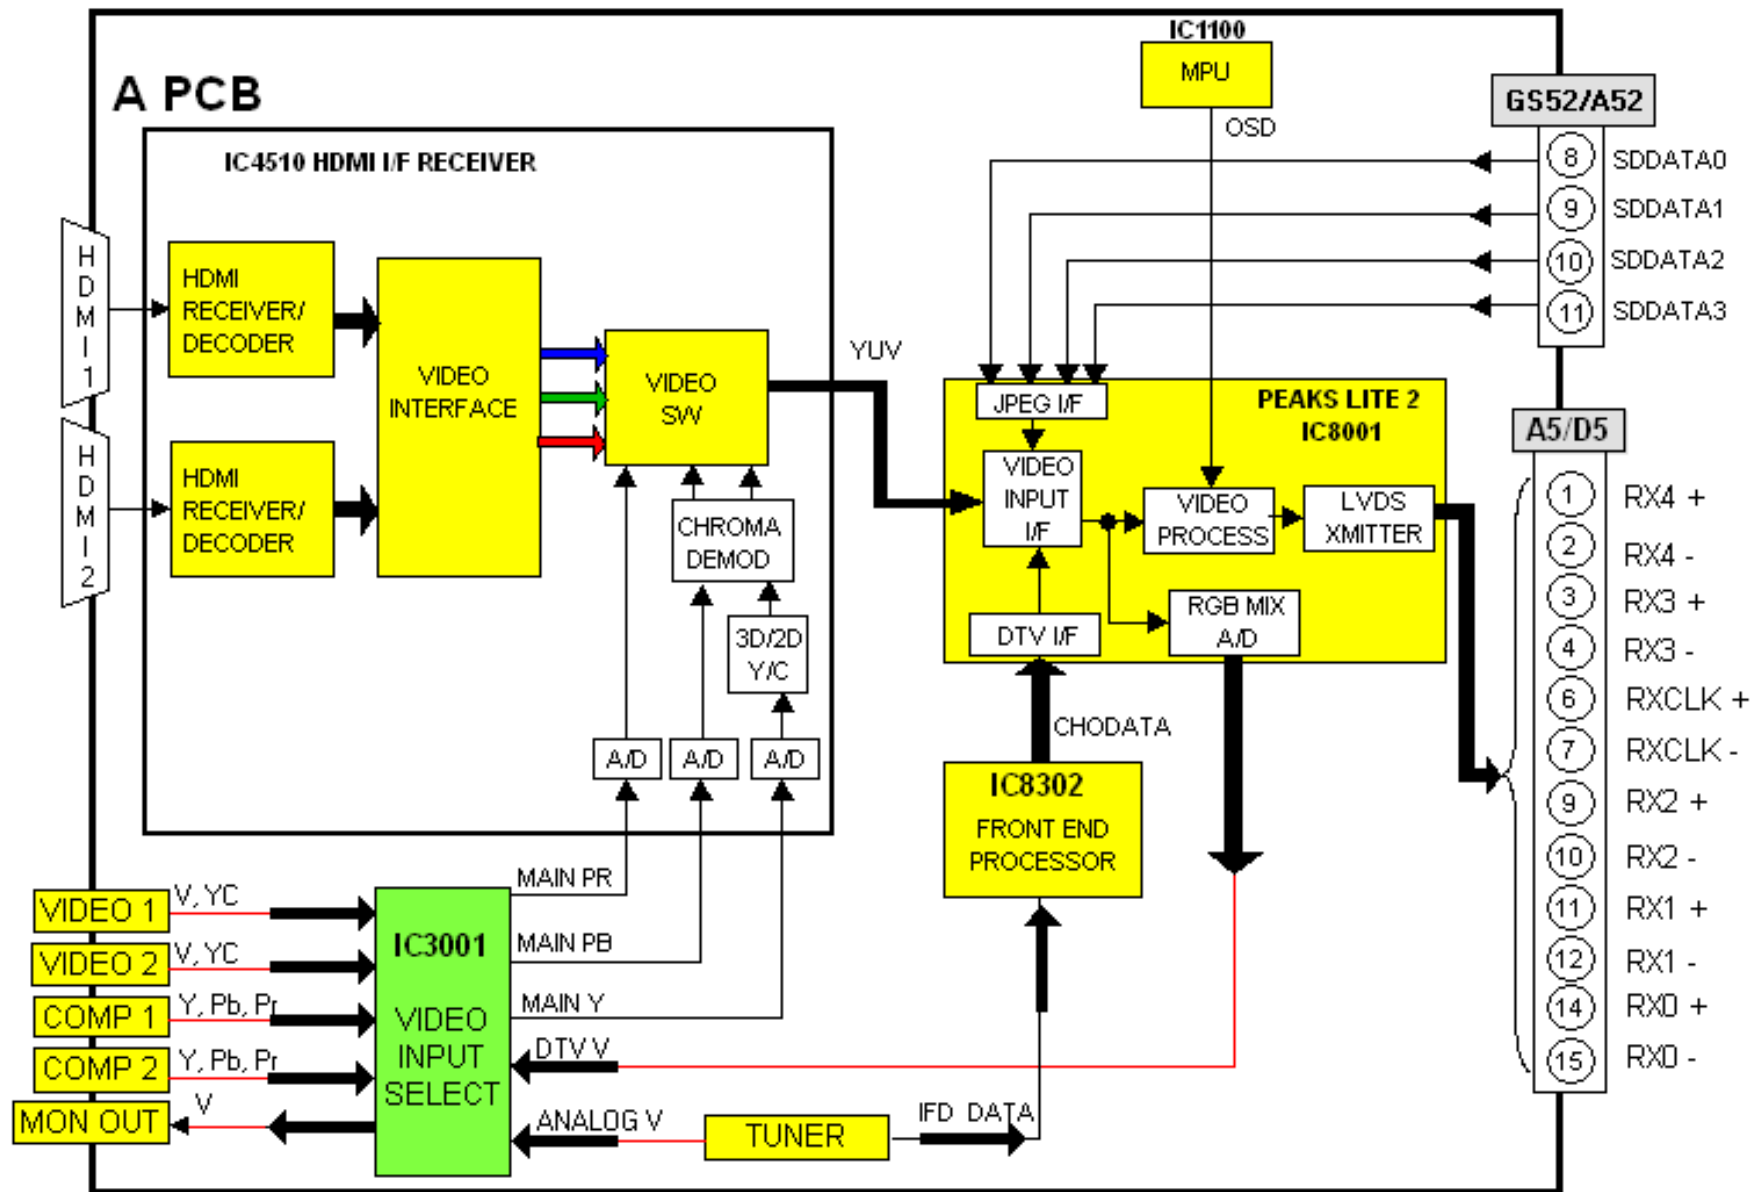 IC1100
MPU
OSD
A PCB
IC4510 HDMI I/F RECEIVER
GS52/A52
8 SDDATA0
9 SDDATA1
10 SDDATA2
11 SDDATA3
HDMI 1
HDMI
RECEIVER/
DECODER
HDMI 2
HDMI
RECEIVER/
DECODER
VIDEO
INTERFACE
VIDEO
SW
YUV
CHROMA
DEMOD
3D/2D
Y/C
A/D
A/D
A/D
JPEG I/F
PEAKS LITE 2
IC8001
VIDEO
INPUT
I/F
VIDEO
PROCESS
LVDS
XMITTER
DTV I/F
RGB MIX
A/D
CHODATA
IC8302
FRONT END
PROCESSOR
A5/D5
1 RX4 +
2 RX4 -
3 RX3 +
4 RX3 -
6 RXCLK +
7 RXCLK -
9 RX2 +
10 RX2 -
11 RX1 +
12 RX1 -
14 RX0 +
15 RX0 -
VIDEO 1 V, YC
VIDEO 2 V, YC
COMP 1 Y, Pb, Pr
COMP 2 Y, Pb, Pr
MON OUT V
IC3001
VIDEO
INPUT
SELECT
MAIN PR
MAIN PB
MAIN Y
DTV V
ANALOG V
TUNER
IFD DATA